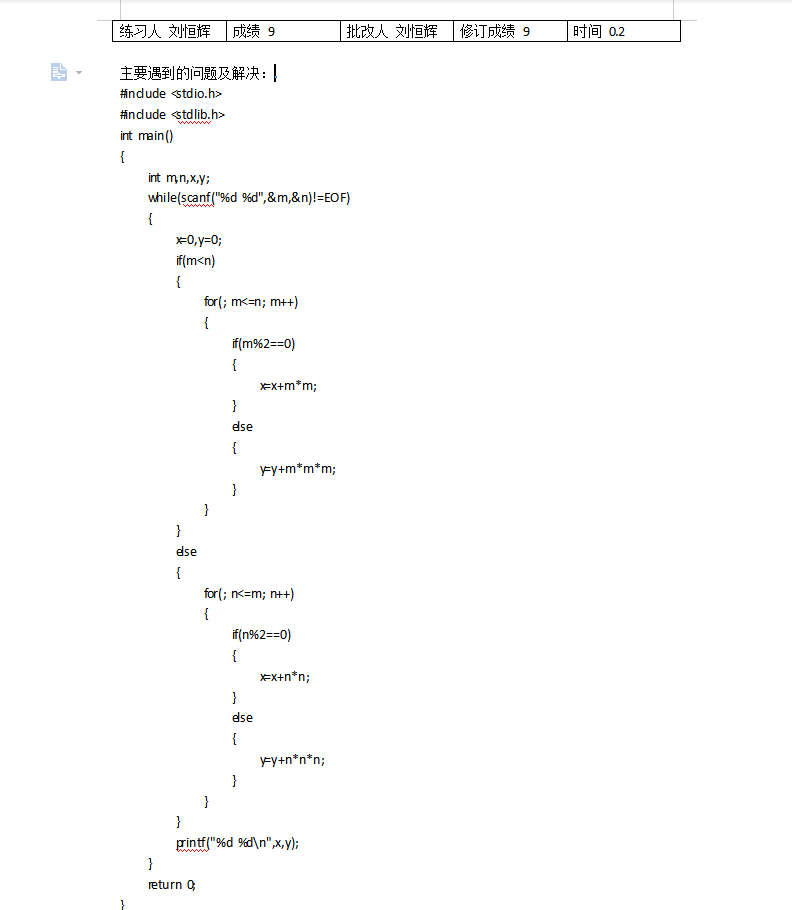 练习人 刘恒辉 成绩 9 批改人 刘恒辉 修订成绩 9 时间 0.2
主要遇到的问题及解决：
#include <stdio.h>
#include <stdlib.h>
int main()
{
int m,n,x,y;
while(scanf("%d %d",&m,&n)!=EOF)
{
x=0,y=0;
if(m<n)
{
for(; m<=n; m++)
{
if(m%2==0)
{
x=x+m*m;
}
else
{
y=y+m*m*m;
}
}
}
else
{
for(; n<=m; n++)
{
if(n%2==0)
{
x=x+n*n;
}
else
{
y=y+n*n*n;
}
}
}
printf("%d %d\n",x,y);
}
return 0;
}